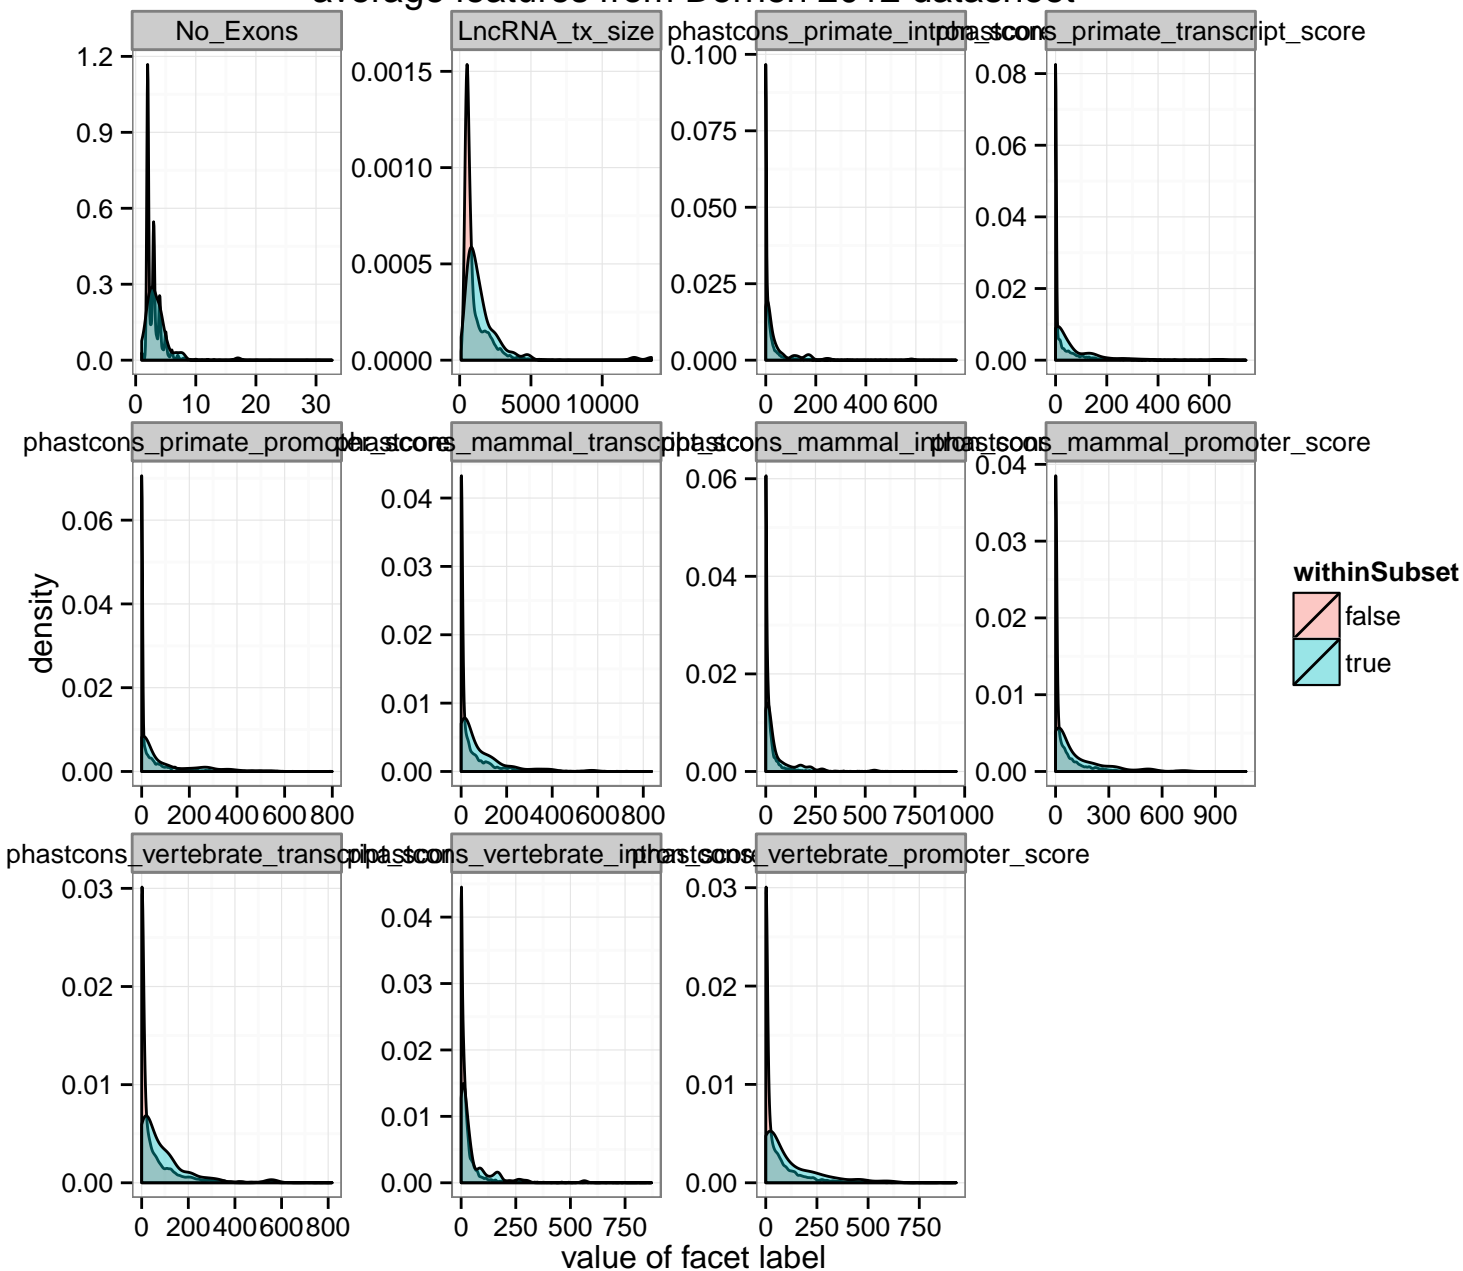 average features from Derrien 2012 datasheet
No_Exons
LncRNA_tx_size
phastcons_primate_intron_score
phastcons_primate_transcript_score
1.2
0.9
0.6
0.3
0.0
0.0015
0.0010
0.0005
0.0000
0.100
0.075
0.050
0.025
0.000
0.08
0.06
0.04
0.02
0.00
0 10 20 30
0 5000 10000
0 200 400 600
0 200 400 600
phastcons_primate_promoter_score
phastcons_mammal_transcript_score
phastcons_mammal_intron_score
phastcons_mammal_promoter_score
0.06
0.04
0.02
0.00
0.04
0.03
0.02
0.01
0.00
0.06
0.04
0.02
0.00
0.04
0.03
0.02
0.01
0.00
0 200 400 600 800
0 200 400 600 800
0 250 500 750 1000
0 300 600 900
phastcons_vertebrate_transcript_score
phastcons_vertebrate_intron_score
phastcons_vertebrate_promoter_score
0.03
0.02
0.01
0.00
0.04
0.03
0.02
0.01
0.00
0.03
0.02
0.01
0.00
0 200 400 600 800
0 250 500 750
0 250 500 750
density
value of facet label
withinSubset
false
true